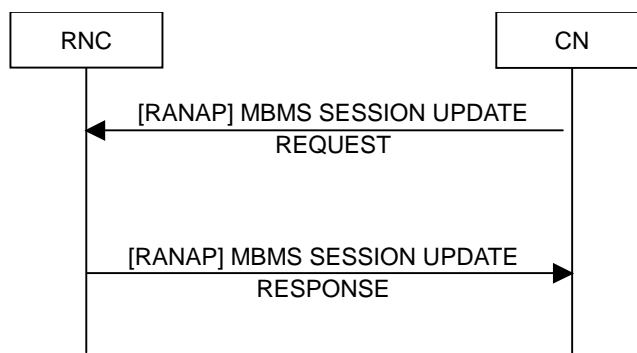 RNC
CN
[RANAP] MBMS SESSION UPDATE
REQUEST
[RANAP] MBMS SESSION UPDATE
RESPONSE